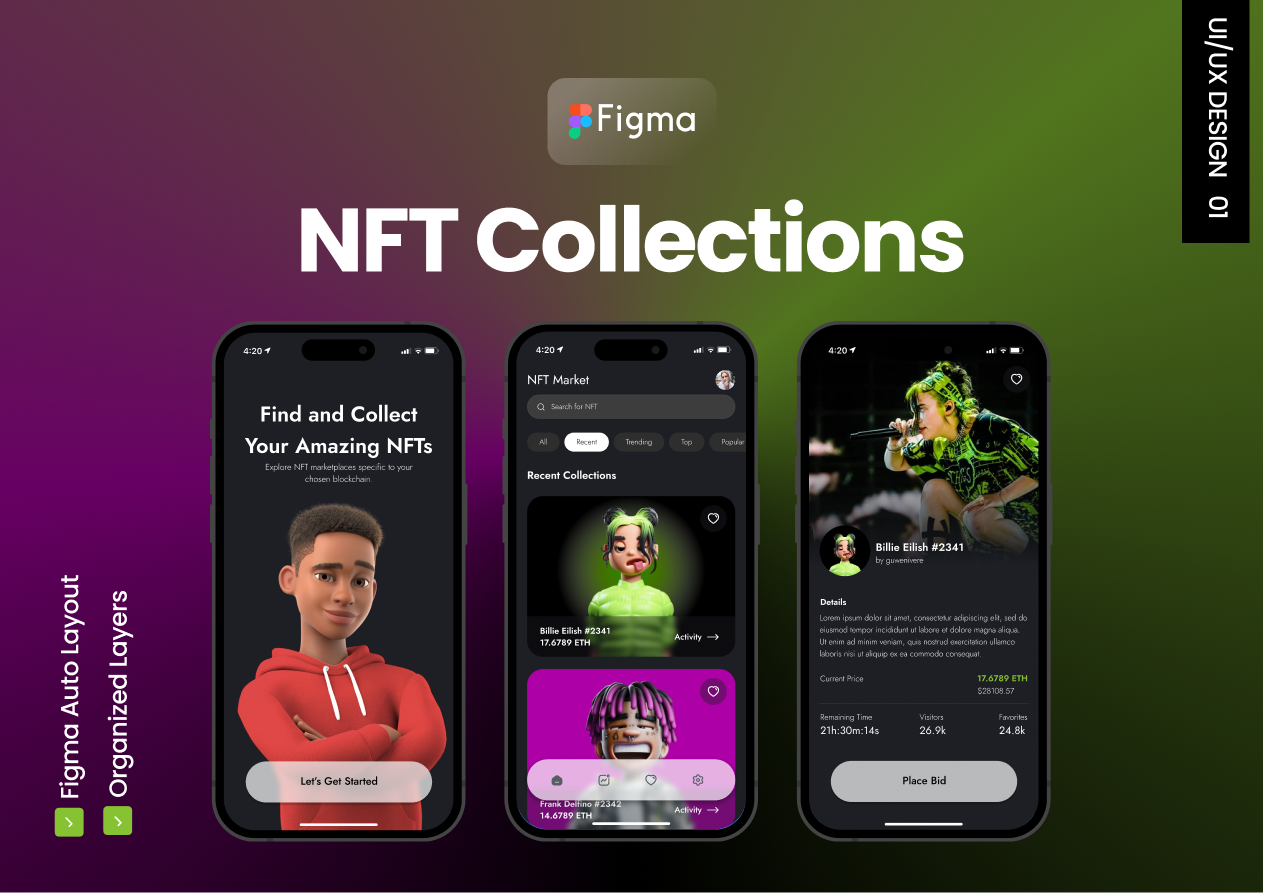 UI/UX DESIGN 01
Figma
NFT Collections
4:20
Find and Collect
Your Amazing NFTs
Explore NFT marketplaces specific to your
chosen blockchain.
Let's Get Started
4:20
NFT Market
Search for NFT
All Recent Trending Top Popular
Recent Collections
Billie Eilish #2341
17.6789 ETH
Activity
Frank Delfino #2342
14.6789 ETH
Activity
4:20
Billie Eilish #2341
by guwenivere
Details
Lorem ipsum dolor sit amet, consectetur adipiscing elit, sed do
eiusmod tempor incididunt ut labore et dolore magna aliqua.
Ut enim ad minim veniam, quis nostrud exercitation ullamco
laboris nisi ut aliquip ex ea commodo consequat.
Current Price 17.6789 ETH
$28108.57
Remaining Time Visitors Favorites
21h:30m:14s 26.9k 24.8k
Place Bid
Figma Auto Layout
Organized Layers